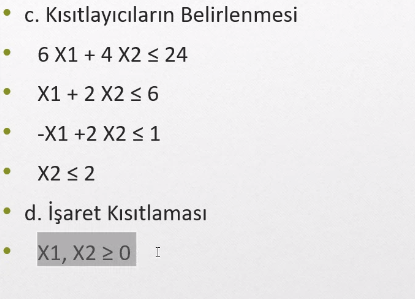 • c. Kısıtlayıcıların Belirlenmesi
• 6 X1 + 4 X2 ≤ 24
• X1 + 2 X2 ≤ 6
• -X1 +2 X2 ≤ 1
• X2 ≤ 2
• d. İşaret Kısıtlaması
• X1, X2 ≥ 0